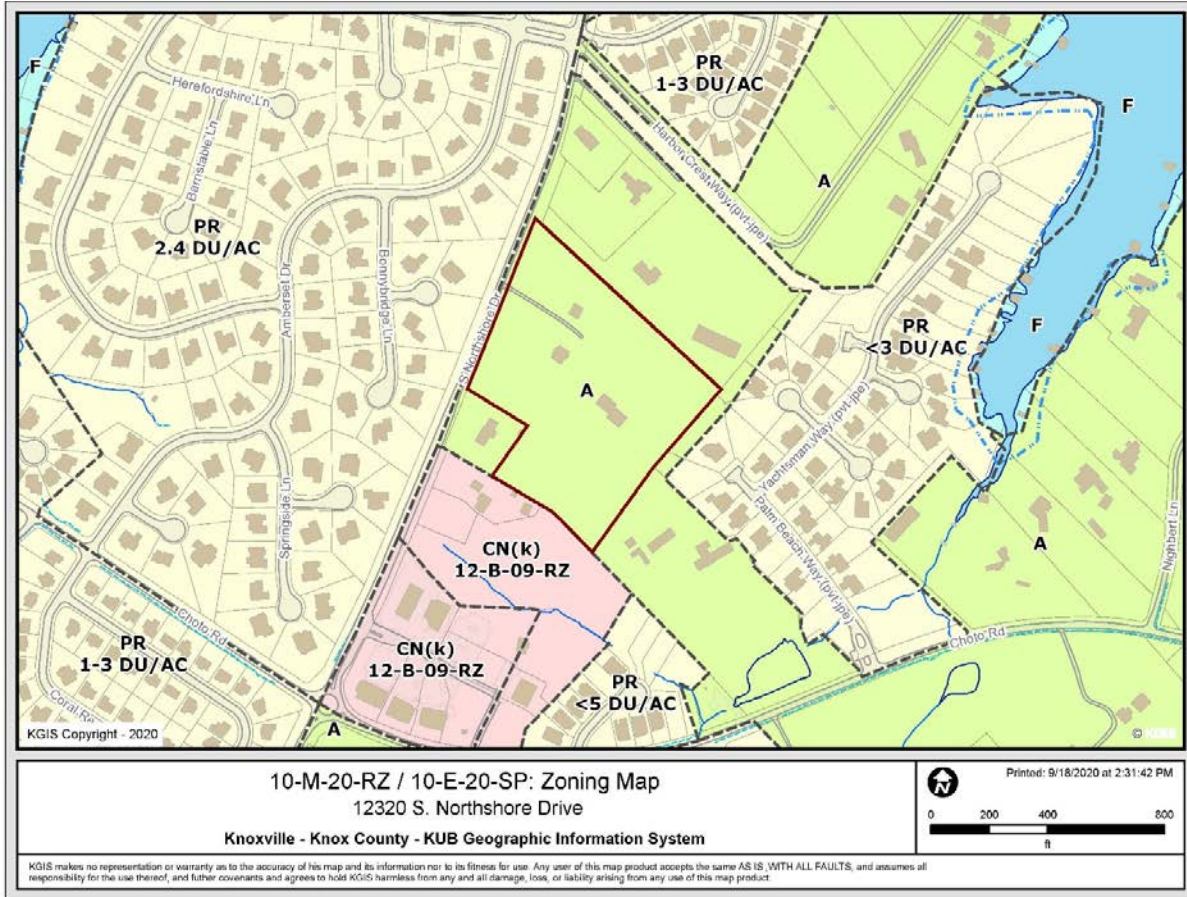 F
Herefordshire Ln
Barnstable Ln
PR
2.4 DU/AC
Amberset Dr
Bonnybridge Ln
Springside Ln
S Northshore Dr
PR
1-3 DU/AC
Harbor Crest Way (pvt-jpe)
A
F
A
PR
<3 DU/AC
F
Yachtsman Way (pvt-jpe)
Palm Beach Way (pvt-jpe)
A
Nighbert Ln
CN(k)
12-B-09-RZ
CN(k)
12-B-09-RZ
Choto Rd
PR
1-3 DU/AC
PR
<5 DU/AC
Choto Rd
A
KGIS Copyright - 2020
© KGIS
10-M-20-RZ / 10-E-20-SP: Zoning Map
12320 S. Northshore Drive
Knoxville - Knox County - KUB Geographic Information System
N
Printed: 9/18/2020 at 2:31:42 PM
0 200 400 800
ft
KGIS makes no representation or warranty as to the accuracy of his map and its information nor to its fitness for use. Any user of this map product accepts the same AS IS ,WITH ALL FAULTS, and assumes all
responsibility for the use thereof, and futher covenants and agrees to hold KGIS harmless from any and all damage, loss, or liability arising from any use of this map product.